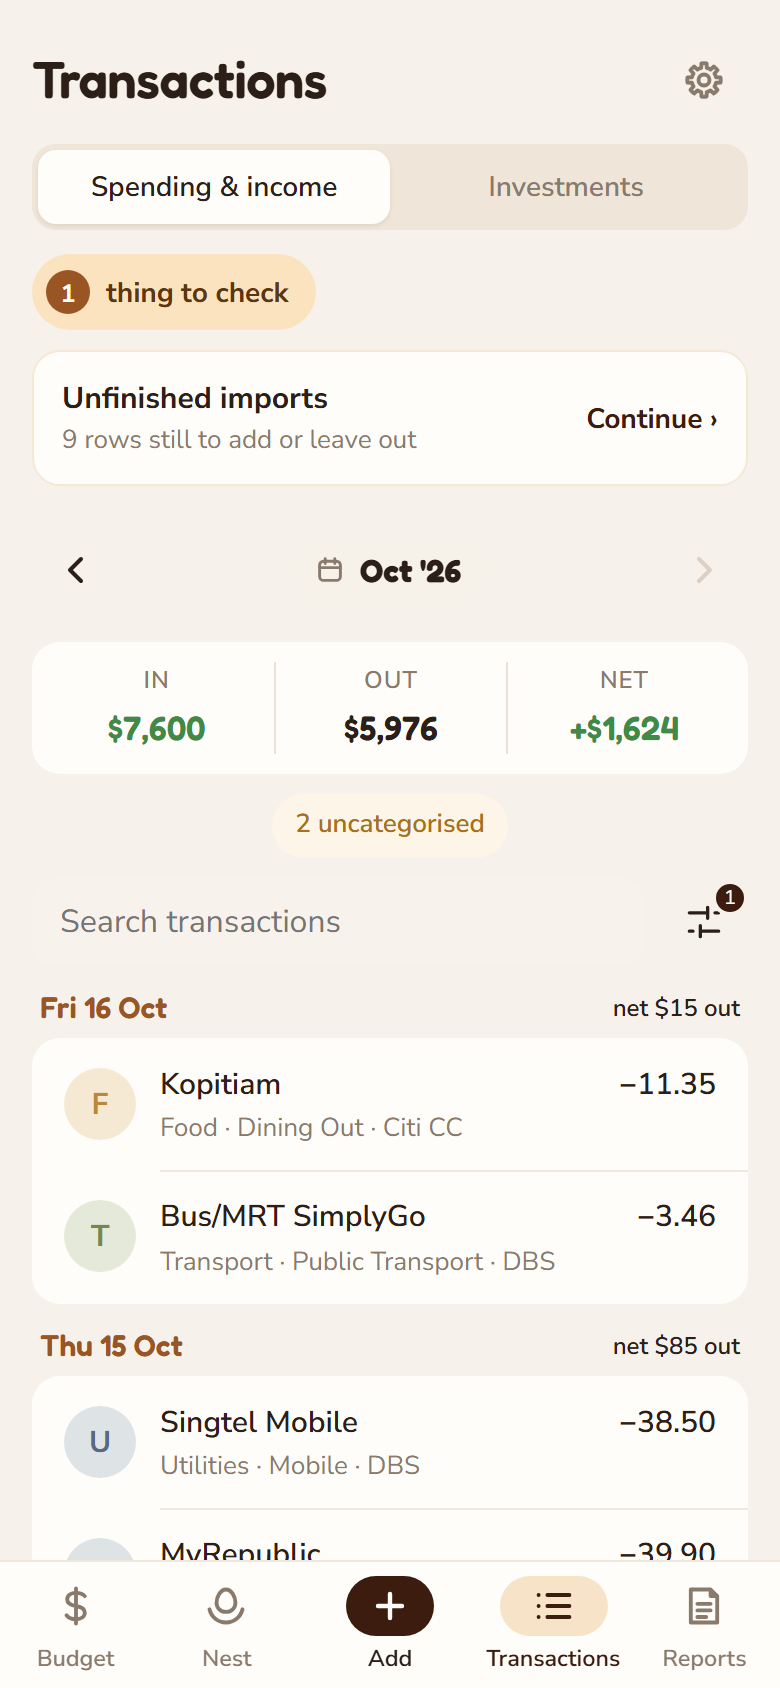 Transactions
Spending & income
Investments
1 thing to check
Unfinished imports
9 rows still to add or leave out
Continue ›
Oct '26
IN
$7,600
OUT
$5,976
NET
+$1,624
2 uncategorised
Search transactions
1
Fri 16 Oct
net $15 out
F
Kopitiam
−11.35
Food · Dining Out · Citi CC
T
Bus/MRT SimplyGo
−3.46
Transport · Public Transport · DBS
Thu 15 Oct
net $85 out
U
Singtel Mobile
−38.50
Utilities · Mobile · DBS
MyRepublic
−39.90
Budget
Nest
Add
Transactions
Reports